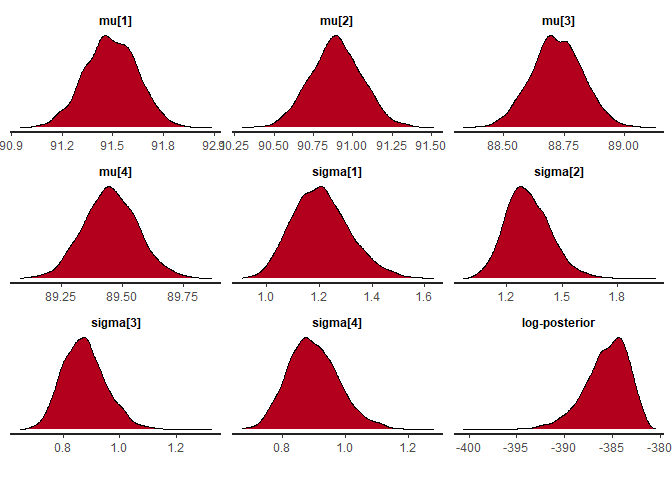 mu[1] mu[2] mu[3]
90.9 91.2 91.5 91.8 92.1 90.25 90.50 90.75 91.00 91.25 91.50 88.50 88.75 89.00
mu[4] sigma[1] sigma[2]
89.25 89.50 89.75 1.0 1.2 1.4 1.6 1.2 1.5 1.8
sigma[3] sigma[4] log-posterior
0.8 1.0 1.2 0.8 1.0 1.2 -400 -395 -390 -385 -380